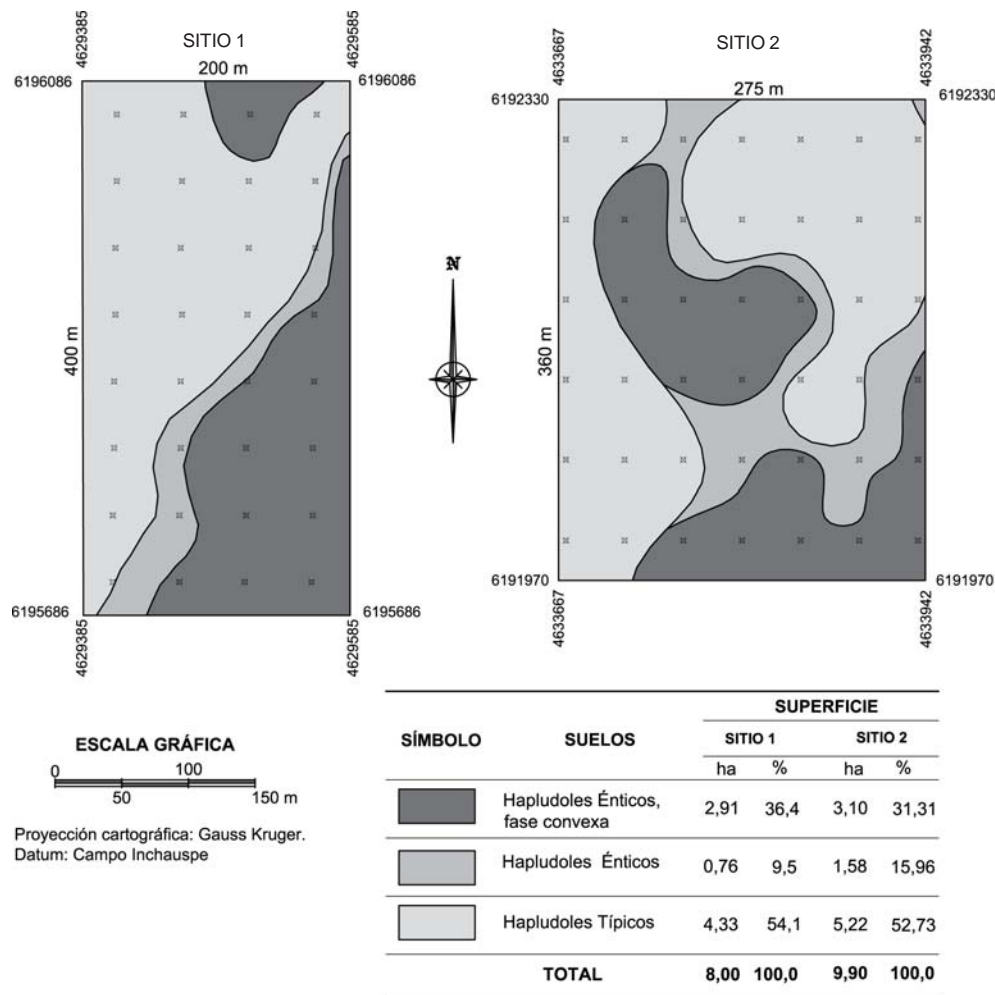 SITIO 1
200 m
4629385
4629585
6196086
6196086
400 m
6195686
6195686
4629385
4629585
N
SITIO 2
275 m
4633667
4633942
6192330
6192330
360 m
6191970
6191970
4633667
4633942
ESCALA GRÁFICA
0 100
50 150 m
Proyección cartográfica: Gauss Kruger.
Datum: Campo Inchauspe
SUPERFICIE
SÍMBOLO SUELOS SITIO 1 SITIO 2
ha % ha %
Hapludoles Énticos,
fase convexa 2,91 36,4 3,10 31,31
Hapludoles Énticos 0,76 9,5 1,58 15,96
Hapludoles Típicos 4,33 54,1 5,22 52,73
TOTAL 8,00 100,0 9,90 100,0